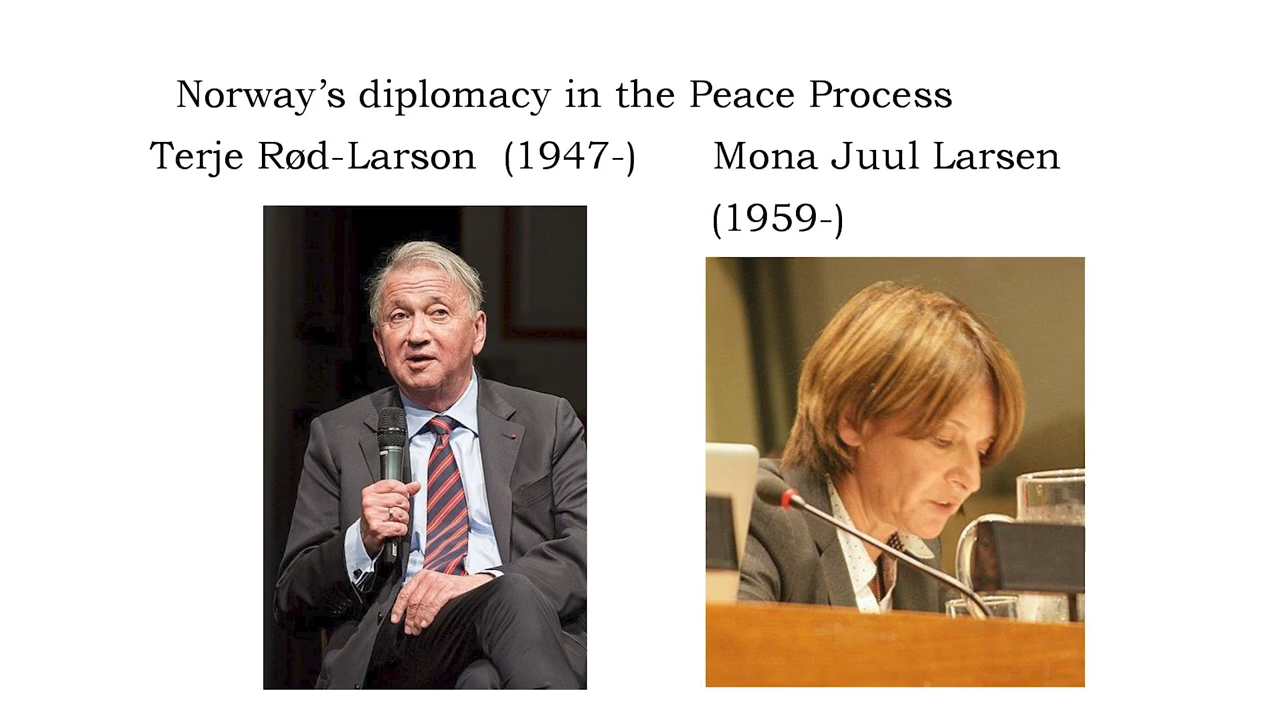 Norway’s diplomacy in the Peace Process
Terje Rød-Larson (1947-) Mona Juul Larsen
(1959-)